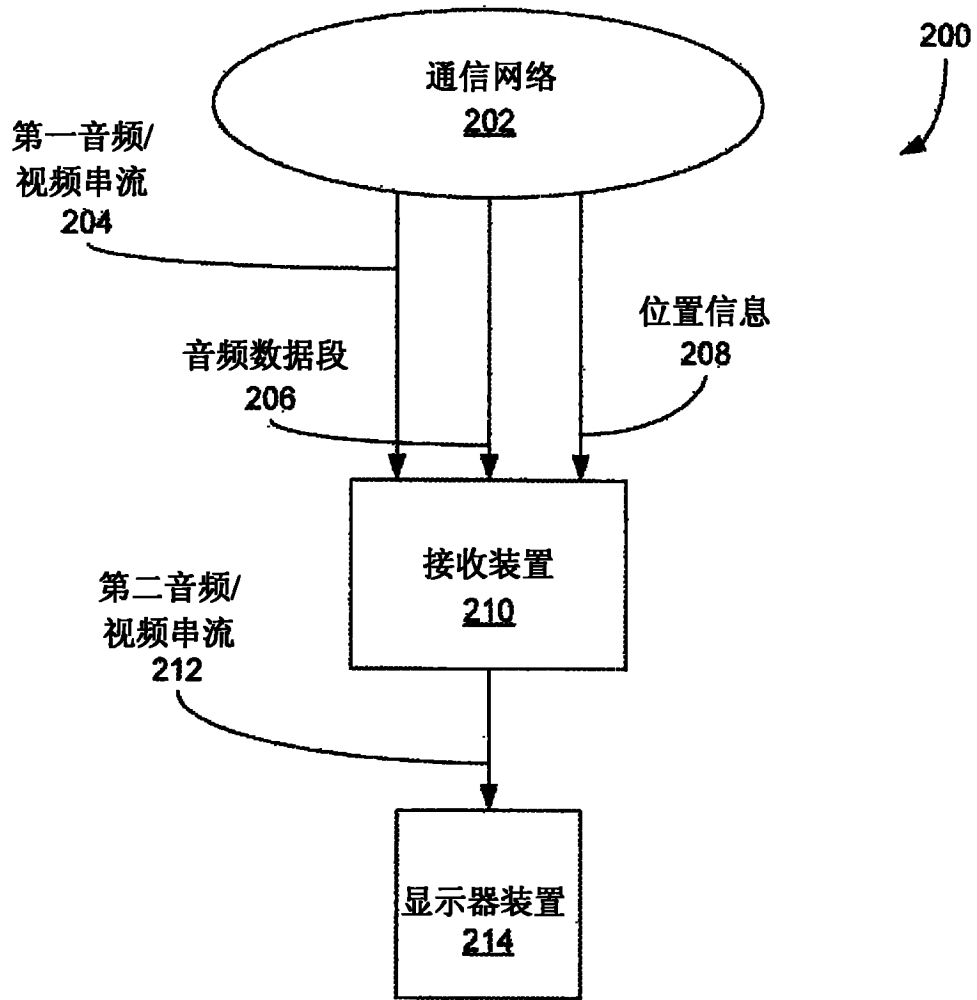 200
通信网络
202
第一音频/
视频串流
204
位置信息
208
音频数据段
206
接收装置
210
第二音频/
视频串流
212
显示器装置
214